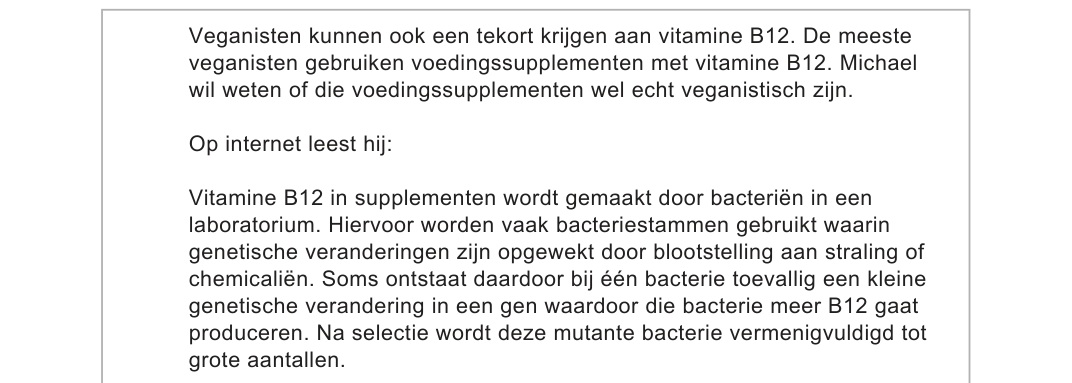 Veganisten kunnen ook een tekort krijgen aan vitamine B12. De meeste
veganisten gebruiken voedingssupplementen met vitamine B12. Michael
wil weten of die voedingssupplementen wel echt veganistisch zijn.
Op internet leest hij:
Vitamine B12 in supplementen wordt gemaakt door bacteriën in een
laboratorium. Hiervoor worden vaak bacteriestammen gebruikt waarin
genetische veranderingen zijn opgewekt door blootstelling aan straling of
chemicaliën. Soms ontstaat daardoor bij één bacterie toevallig een kleine
genetische verandering in een gen waardoor die bacterie meer B12 gaat
produceren. Na selectie wordt deze mutante bacterie vermenigvuldigd tot
grote aantallen.